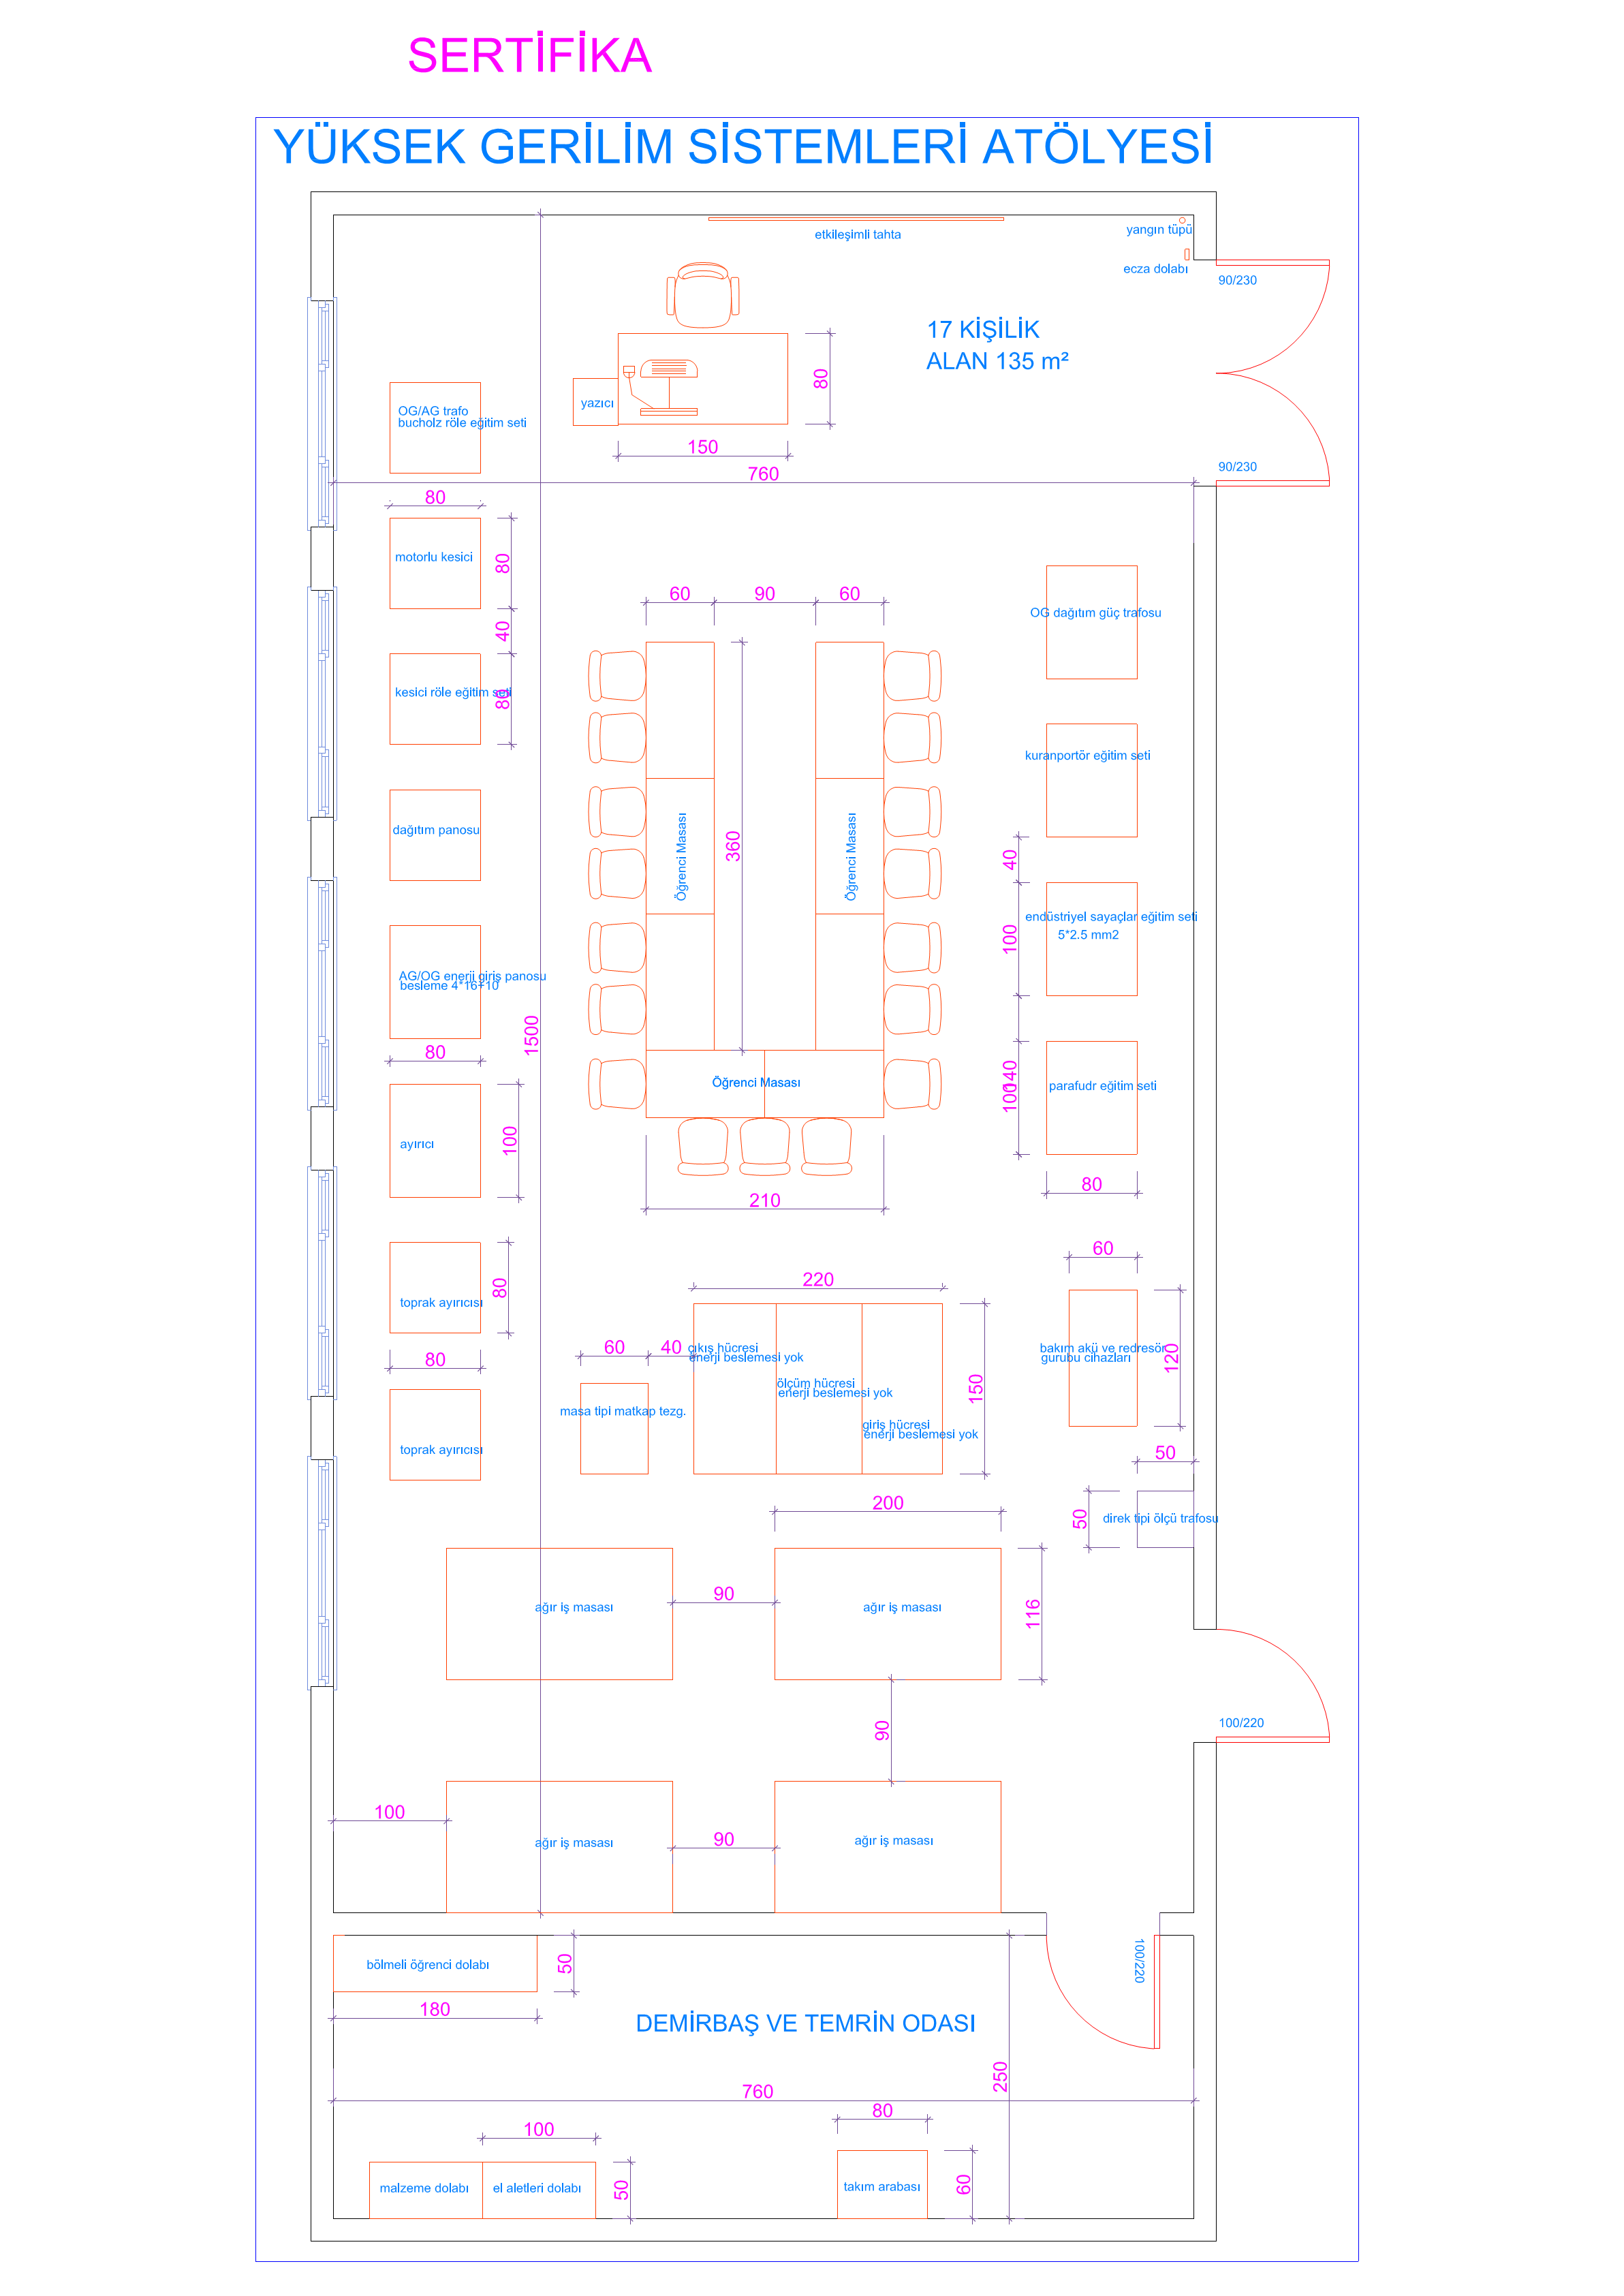 SERTİFİKA
YÜKSEK GERİLİM SİSTEMLERİ ATÖLYESİ
etkileşimli tahta
yangın tüpü
ecza dolabı
90/230
17 KİŞİLİK
ALAN 135 m²
80
yazıcı
OG/AG trafo
bucholz röle eğitim seti
150
760
90/230
80
motorlu kesici
80
60
90
60
OG dağıtım güç trafosu
40
kesici röle eğitim seti
80
kuranportör eğitim seti
dağıtım panosu
Öğrenci Masası
360
Öğrenci Masası
40
endüstriyel sayaçlar eğitim seti
5*2.5 mm2
100
AG/OG enerji giriş panosu
besleme 4*16+10
1500
80
Öğrenci Masası
40
100
parafudr eğitim seti
ayırıcı
100
80
210
60
220
toprak ayırıcısı
80
80
60
40
çıkış hücresi
enerji beslemesi yok
ölçüm hücresi
enerji beslemesi yok
giriş hücresi
enerji beslemesi yok
150
bakım akü ve redresör
gurubu cihazları
120
masa tipi matkap tezg.
toprak ayırıcısı
50
200
50
direk tipi ölçü trafosu
90
ağır iş masası
ağır iş masası
116
90
100/220
100
ağır iş masası
90
ağır iş masası
bölmeli öğrenci dolabı
50
100/220
180
DEMİRBAŞ VE TEMRİN ODASI
250
760
100
80
malzeme dolabı
el aletleri dolabı
50
takım arabası
60